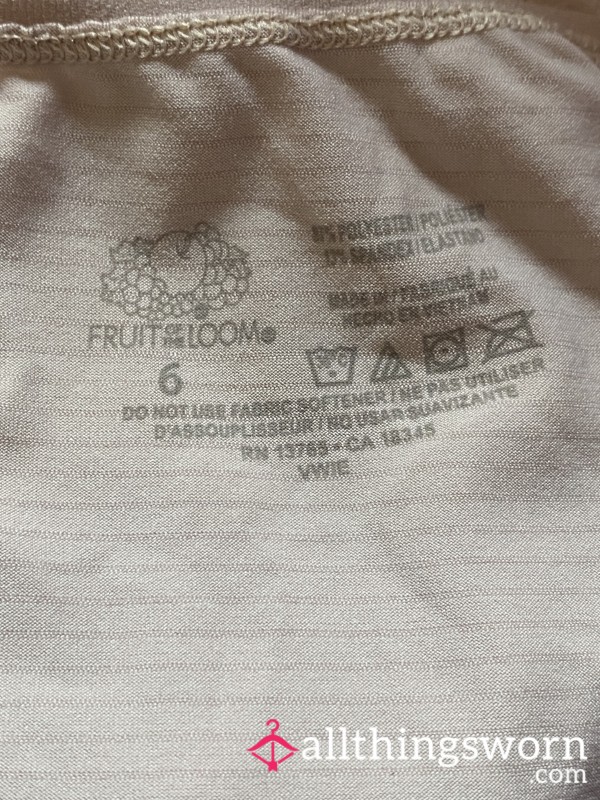 FRUIT OF THE LOOM®
6
POLYESTER / POLIÉSTER
SPANDEX / ELASTANO
MADE IN / FABRIQUÉ AU
HECHO EN VIETNAM
DO NOT USE FABRIC SOFTENER / NE PAS UTILISER
D'ASSOUPLISSEUR / NO USAR SUAVIZANTE
RN 13765 • CA 18345
VWIE
allthingsworn
.com